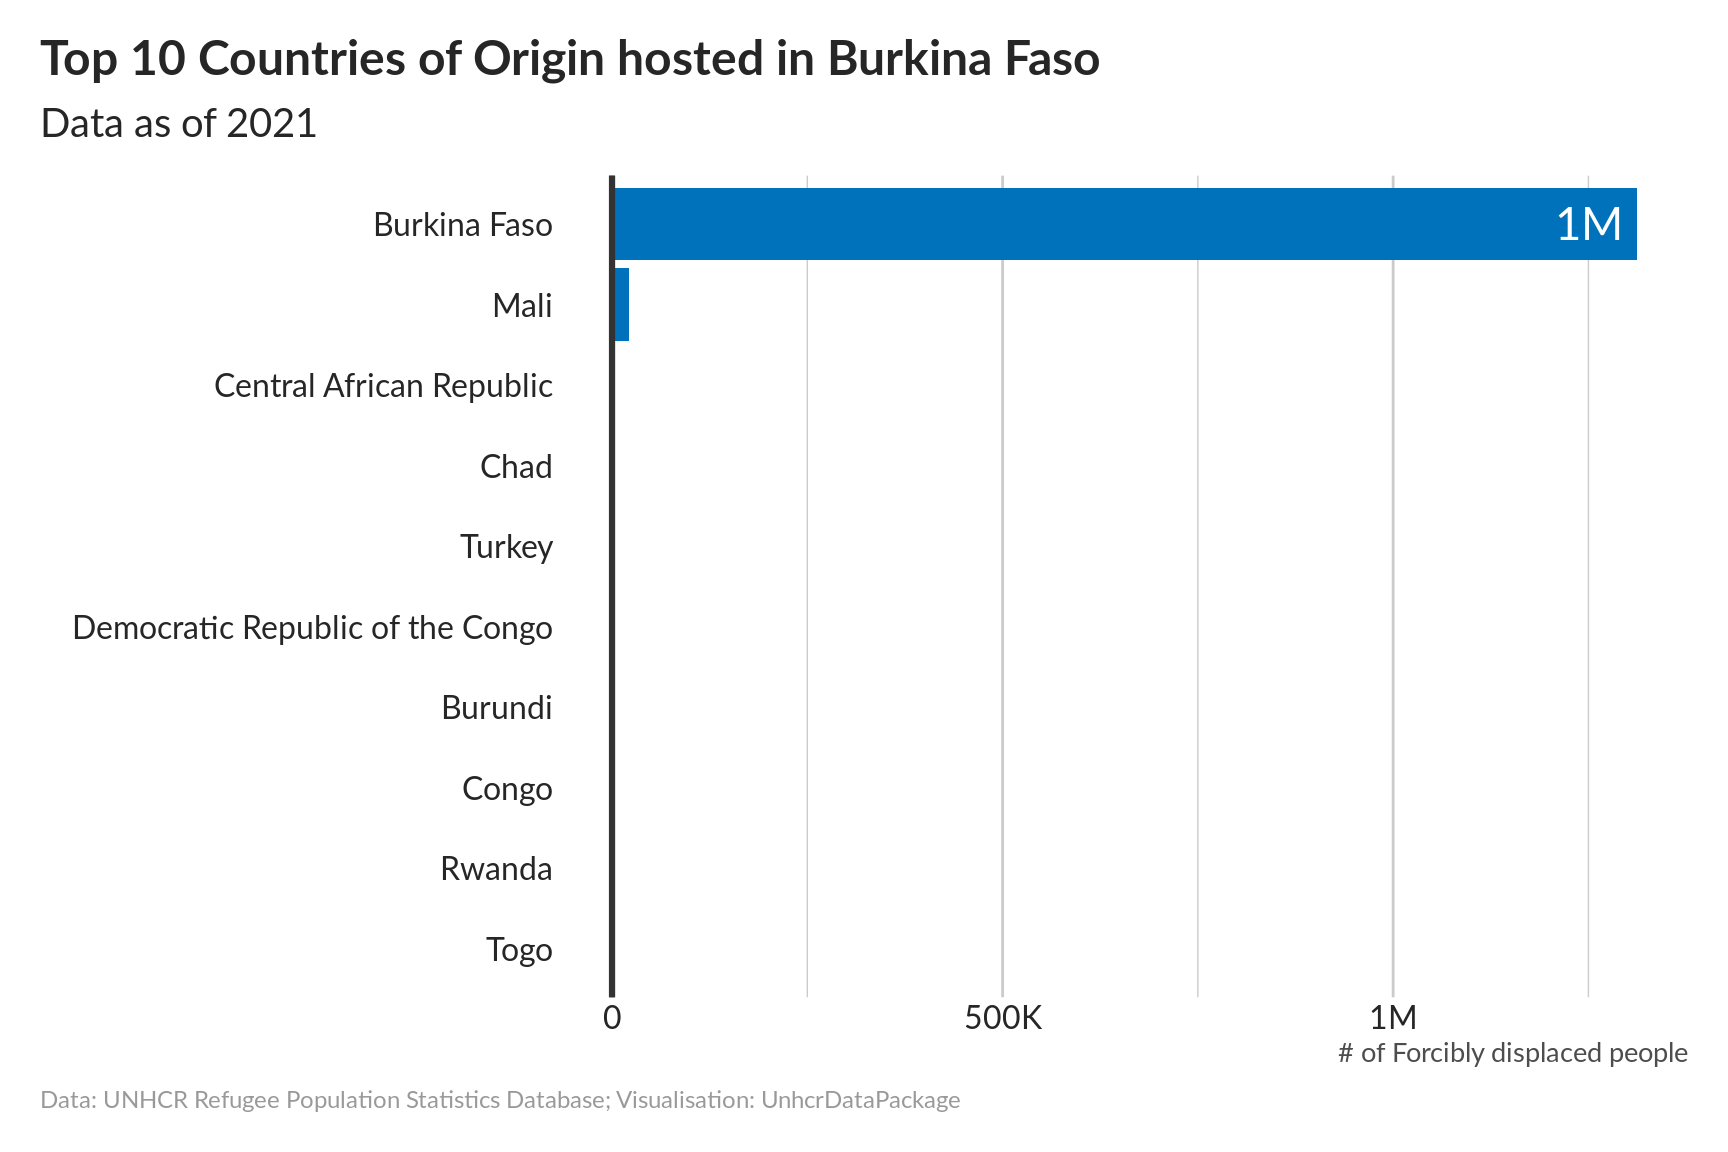 Top 10 Countries of Origin hosted in Burkina Faso
Data as of 2021
Burkina Faso
1M
Mali
Central African Republic
Chad
Turkey
Democratic Republic of the Congo
Burundi
Congo
Rwanda
Togo
0 500K 1M
# of Forcibly displaced people
Data: UNHCR Refugee Population Statistics Database; Visualisation: UnhcrDataPackage